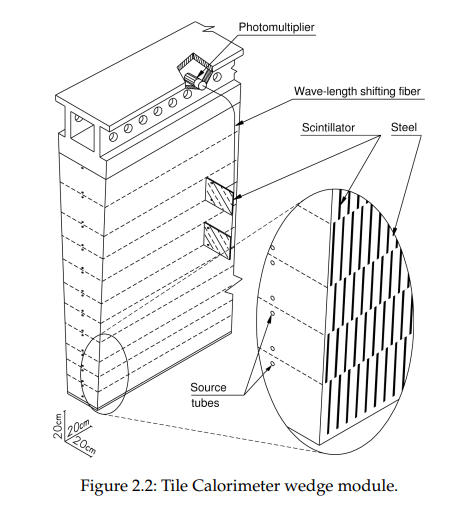 Photomultiplier
Wave-length shifting fiber
Scintillator
Steel
Source
tubes
20cm
20cm
20cm
Figure 2.2: Tile Calorimeter wedge module.